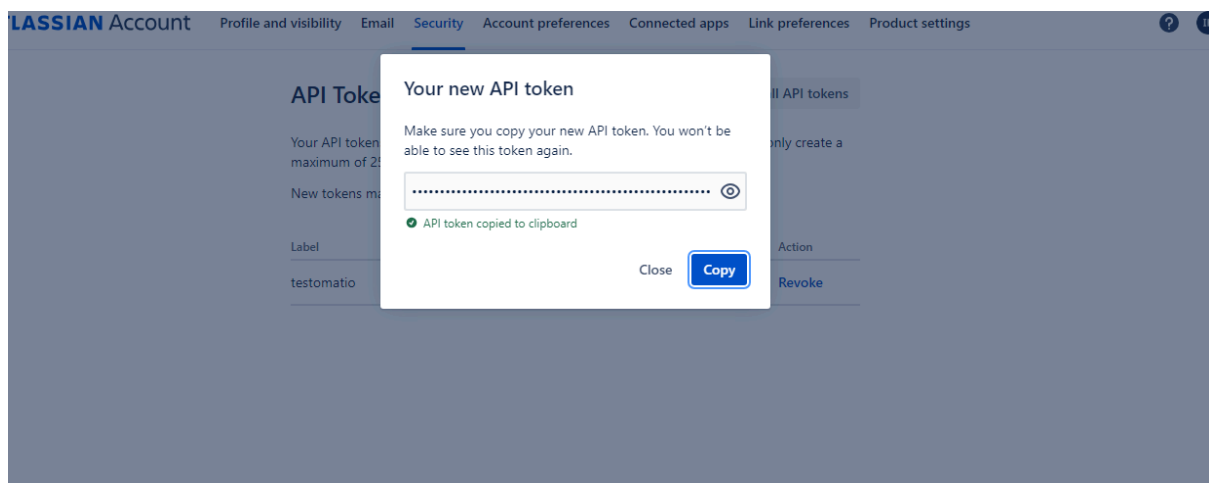 LASSIAN Account Profile and visibility Email Security Account preferences Connected apps Link preferences Product settings
Your new API token
API Toke
ll API tokens
Make sure you copy your new API token. You won't be
able to see this token again.
Your API token
only create a
maximum of 25
New tokens ma
••••••••••••••••••••••••••••••••••••••••••••••••••••••
API token copied to clipboard
Label
Action
Close Copy
testomatio
Revoke